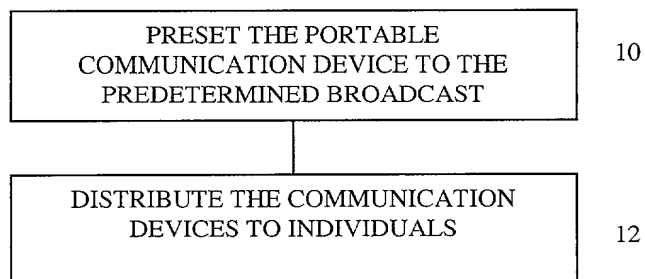 PRESET THE PORTABLE
COMMUNICATION DEVICE TO THE
PREDETERMINED BROADCAST
10
DISTRIBUTE THE COMMUNICATION
DEVICES TO INDIVIDUALS
12